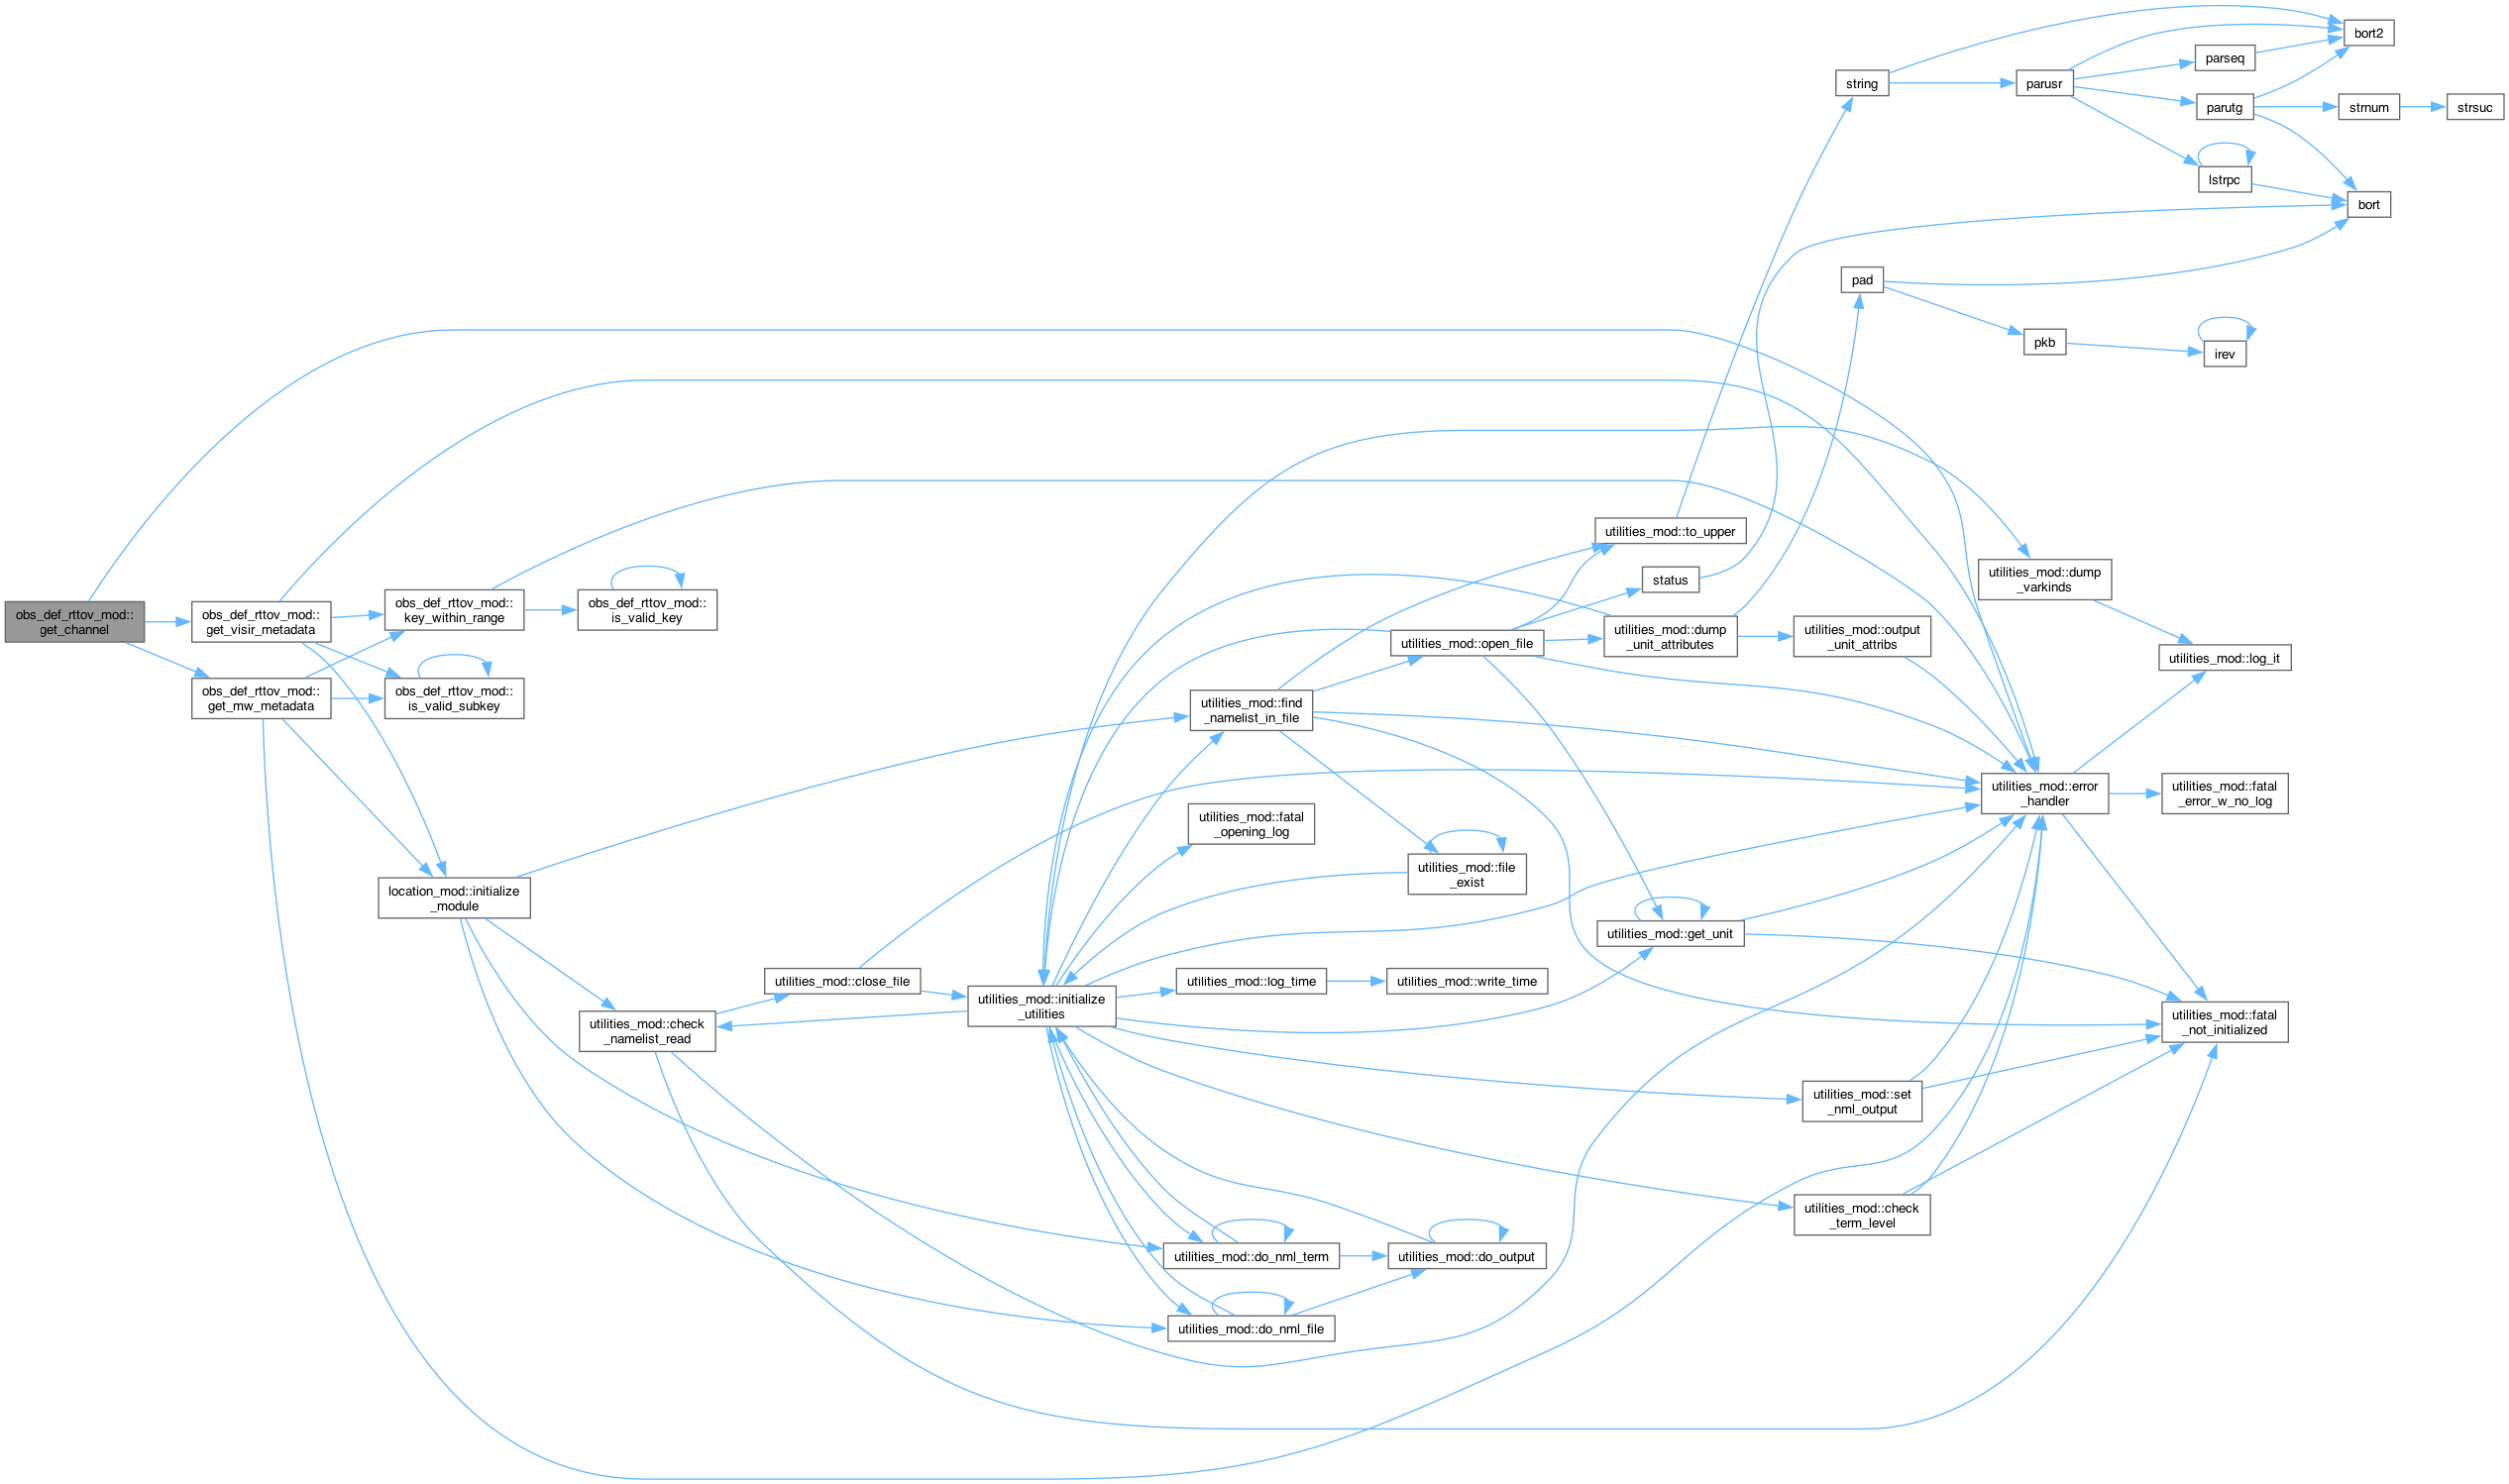 obs_def_rttov_mod::
get_channel
obs_def_rttov_mod::
get_visir_metadata
obs_def_rttov_mod::
get_mw_metadata
obs_def_rttov_mod::
key_within_range
obs_def_rttov_mod::
is_valid_key
obs_def_rttov_mod::
is_valid_subkey
location_mod::initialize
_module
utilities_mod::check
_namelist_read
utilities_mod::close_file
utilities_mod::initialize
_utilities
utilities_mod::find
_namelist_in_file
utilities_mod::fatal
_opening_log
utilities_mod::log_time
utilities_mod::write_time
utilities_mod::do_nml_term
utilities_mod::do_nml_file
utilities_mod::do_output
utilities_mod::open_file
utilities_mod::file
_exist
utilities_mod::to_upper
status
utilities_mod::dump
_unit_attributes
utilities_mod::output
_unit_attribs
utilities_mod::get_unit
utilities_mod::set
_nml_output
utilities_mod::check
_term_level
string
parusr
bort2
parseq
parutg
strnum
strsuc
lstrpc
bort
pad
pkb
irev
utilities_mod::dump
_varkinds
utilities_mod::log_it
utilities_mod::error
_handler
utilities_mod::fatal
_error_w_no_log
utilities_mod::fatal
_not_initialized